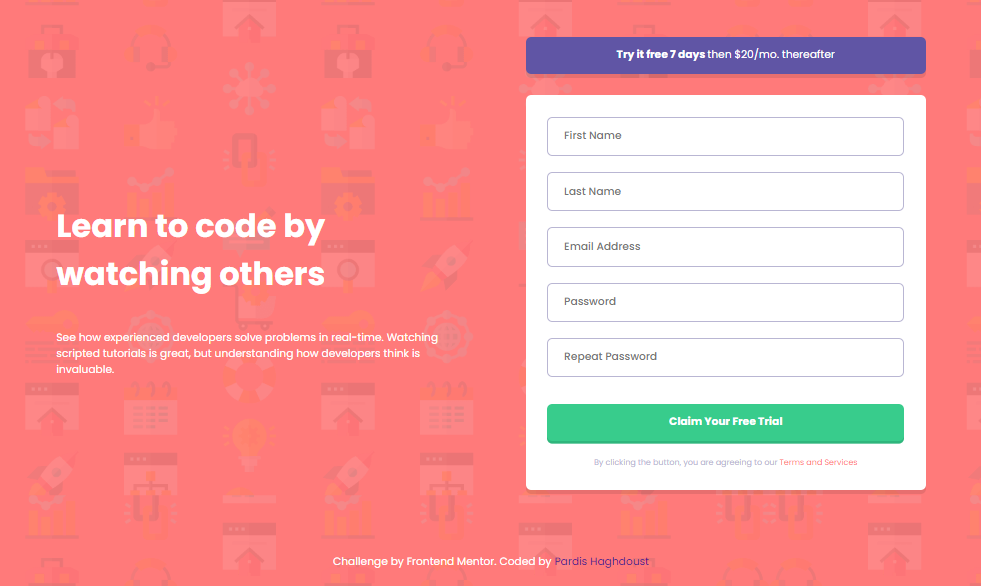 Learn to code by
watching others
See how experienced developers solve problems in real-time. Watching
scripted tutorials is great, but understanding how developers think is
invaluable.
Try it free 7 days then $20/mo. thereafter
First Name
Last Name
Email Address
Password
Repeat Password
Claim Your Free Trial
By clicking the button, you are agreeing to our Terms and Services
Challenge by Frontend Mentor. Coded by Pardis Haghdoust